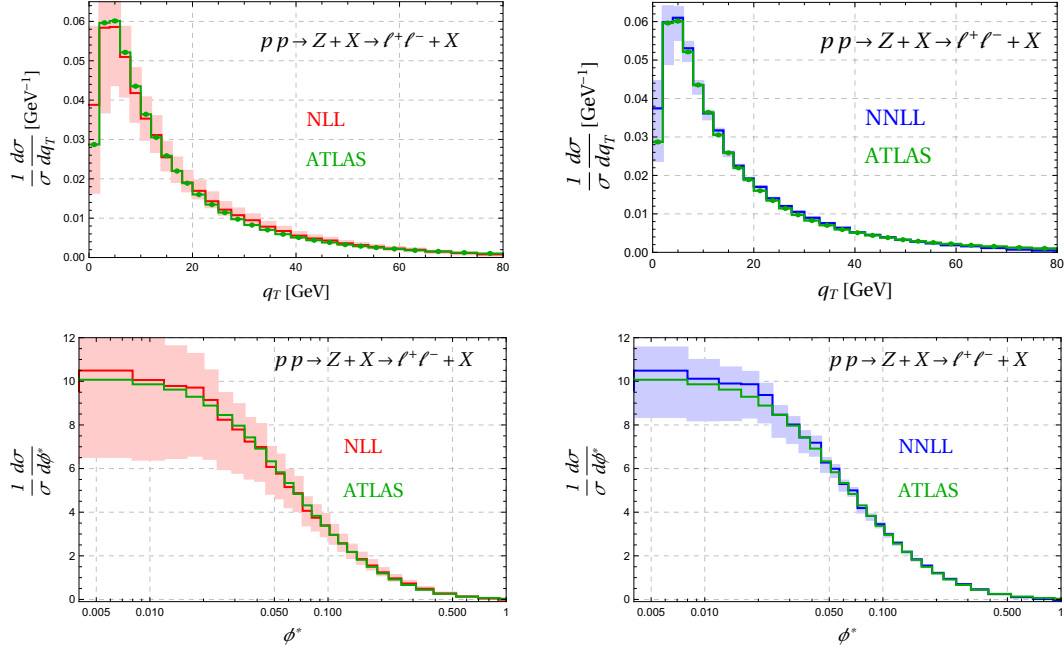 p p → Z + X → ℓ⁺ℓ⁻ + X
NLL
ATLAS
1/σ dσ/dq_T [GeV⁻¹]
0.06
0.05
0.04
0.03
0.02
0.01
0.00
0 20 40 60 80
q_T [GeV]
p p → Z + X → ℓ⁺ℓ⁻ + X
NNLL
ATLAS
1/σ dσ/dq_T [GeV⁻¹]
0.06
0.05
0.04
0.03
0.02
0.01
0.00
0 20 40 60 80
q_T [GeV]
p p → Z + X → ℓ⁺ℓ⁻ + X
NLL
ATLAS
1/σ dσ/dϕ*
12
10
8
6
4
2
0
0.005 0.010 0.050 0.100 0.500 1
ϕ*
p p → Z + X → ℓ⁺ℓ⁻ + X
NNLL
ATLAS
1/σ dσ/dϕ*
12
10
8
6
4
2
0
0.005 0.010 0.050 0.100 0.500 1
ϕ*